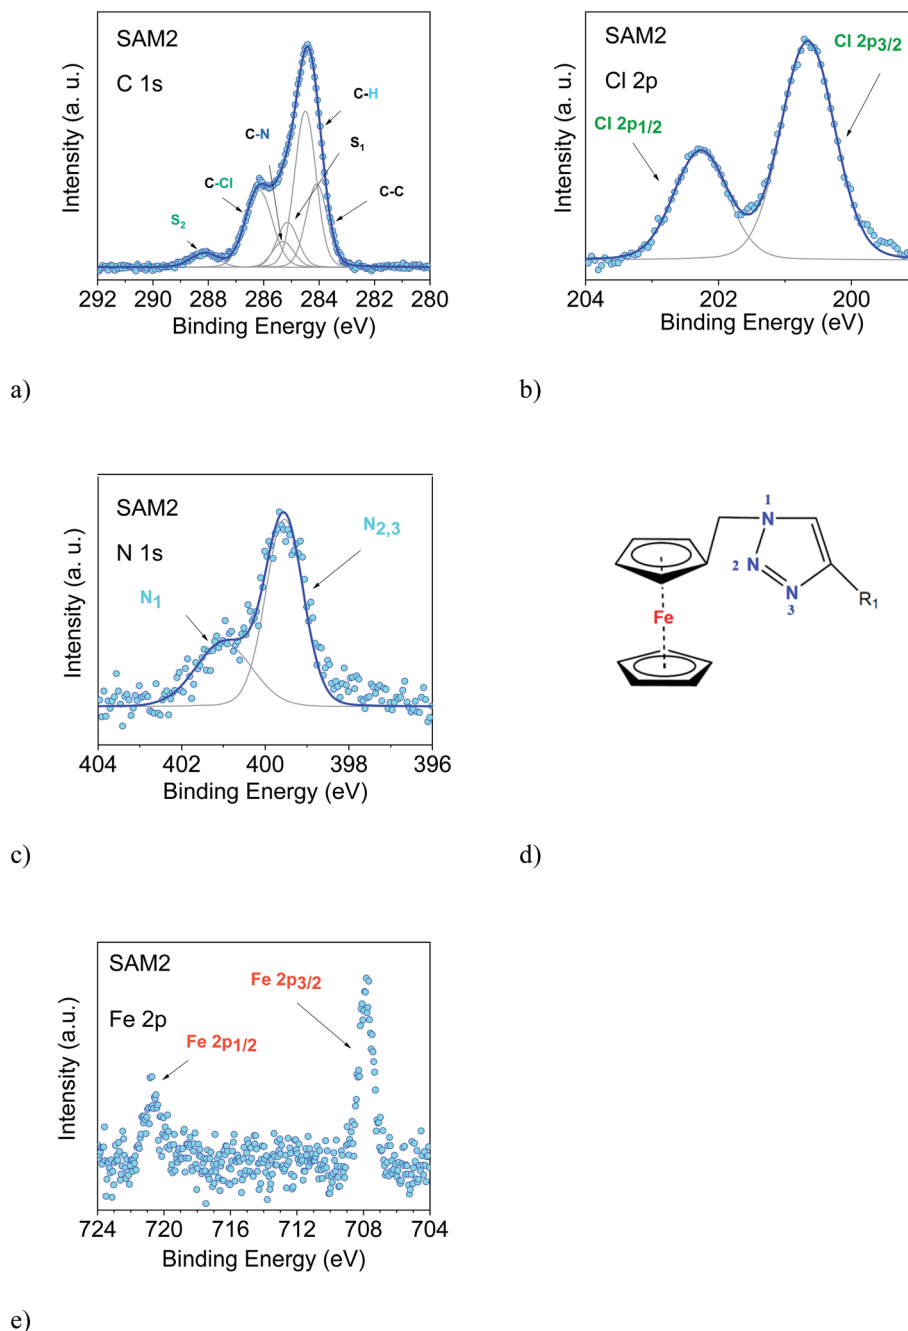 SAM2
C 1s
C-H
C-N
S1
C-Cl
C-C
S2
Intensity (a. u.)
292 290 288 286 284 282 280
Binding Energy (eV)
a)
SAM2
Cl 2p3/2
Cl 2p
Cl 2p1/2
Intensity (a. u.)
204 202 200
Binding Energy (eV)
b)
SAM2
N2,3
N 1s
N1
Intensity (a. u.)
404 402 400 398 396
Binding Energy (eV)
c)
1
N
N
2
N
3
R1
Fe
d)
SAM2
Fe 2p3/2
Fe 2p
Fe 2p1/2
Intensity (a.u.)
724 720 716 712 708 704
Binding Energy (eV)
e)